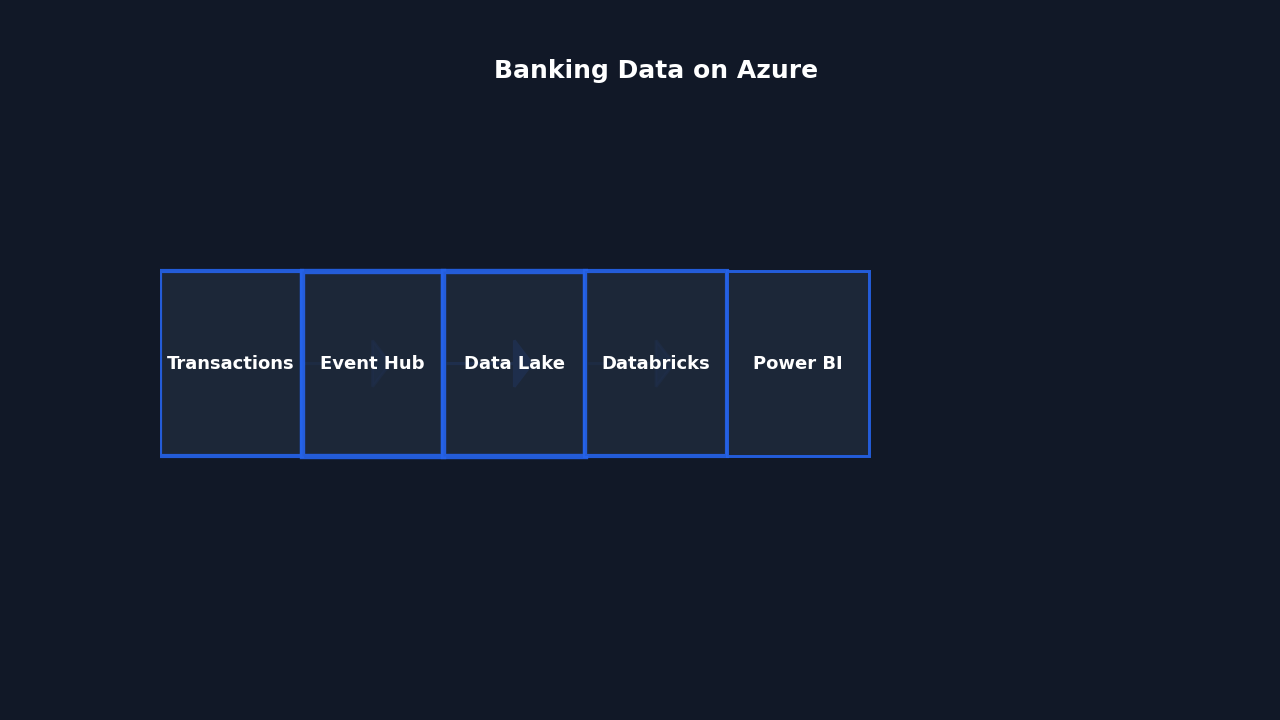 Banking Data on Azure
Transactions
Event Hub
Data Lake
Databricks
Power BI